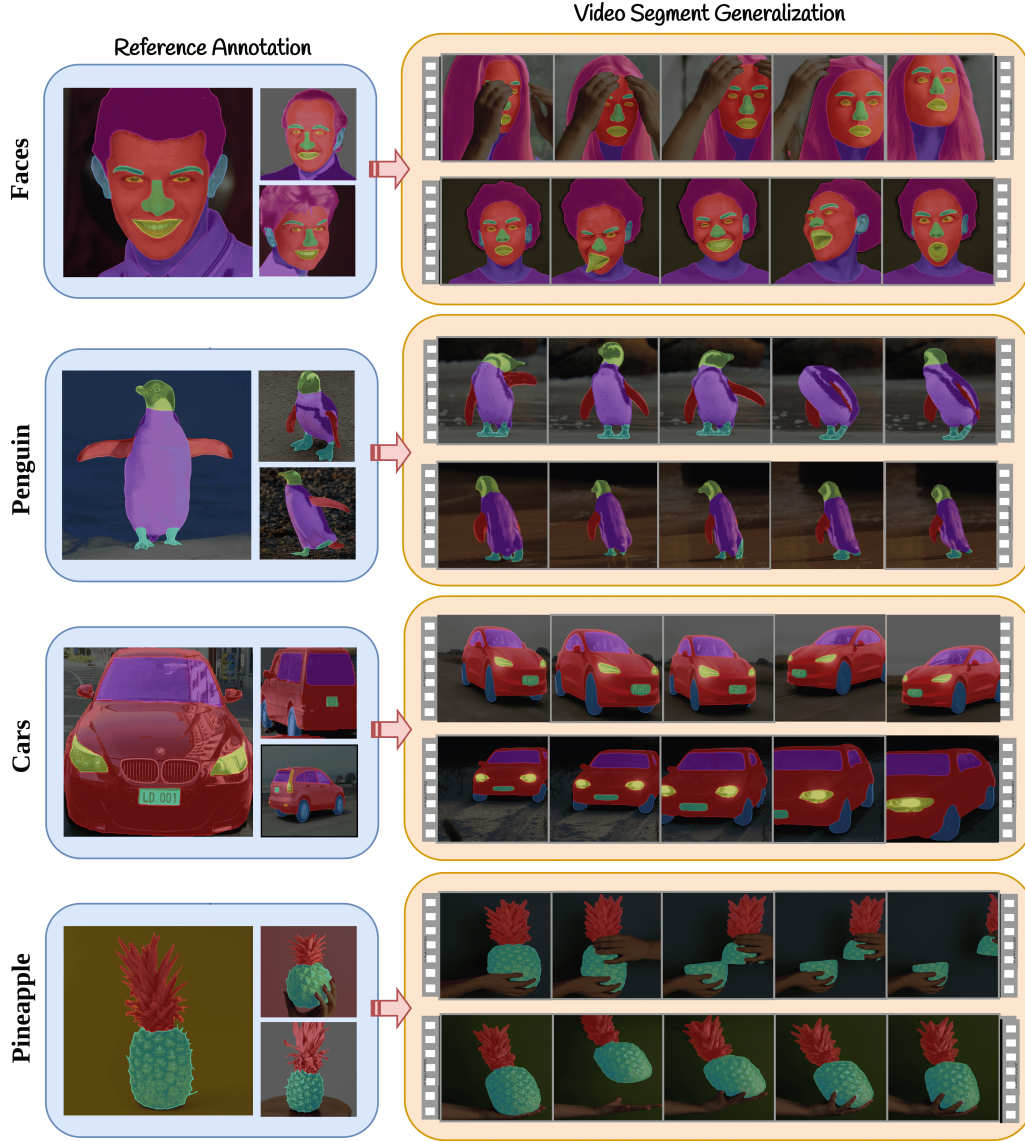 Video Segment Generalization
Reference Annotation
Faces
Penguin
Cars
LD 001
Pineapple